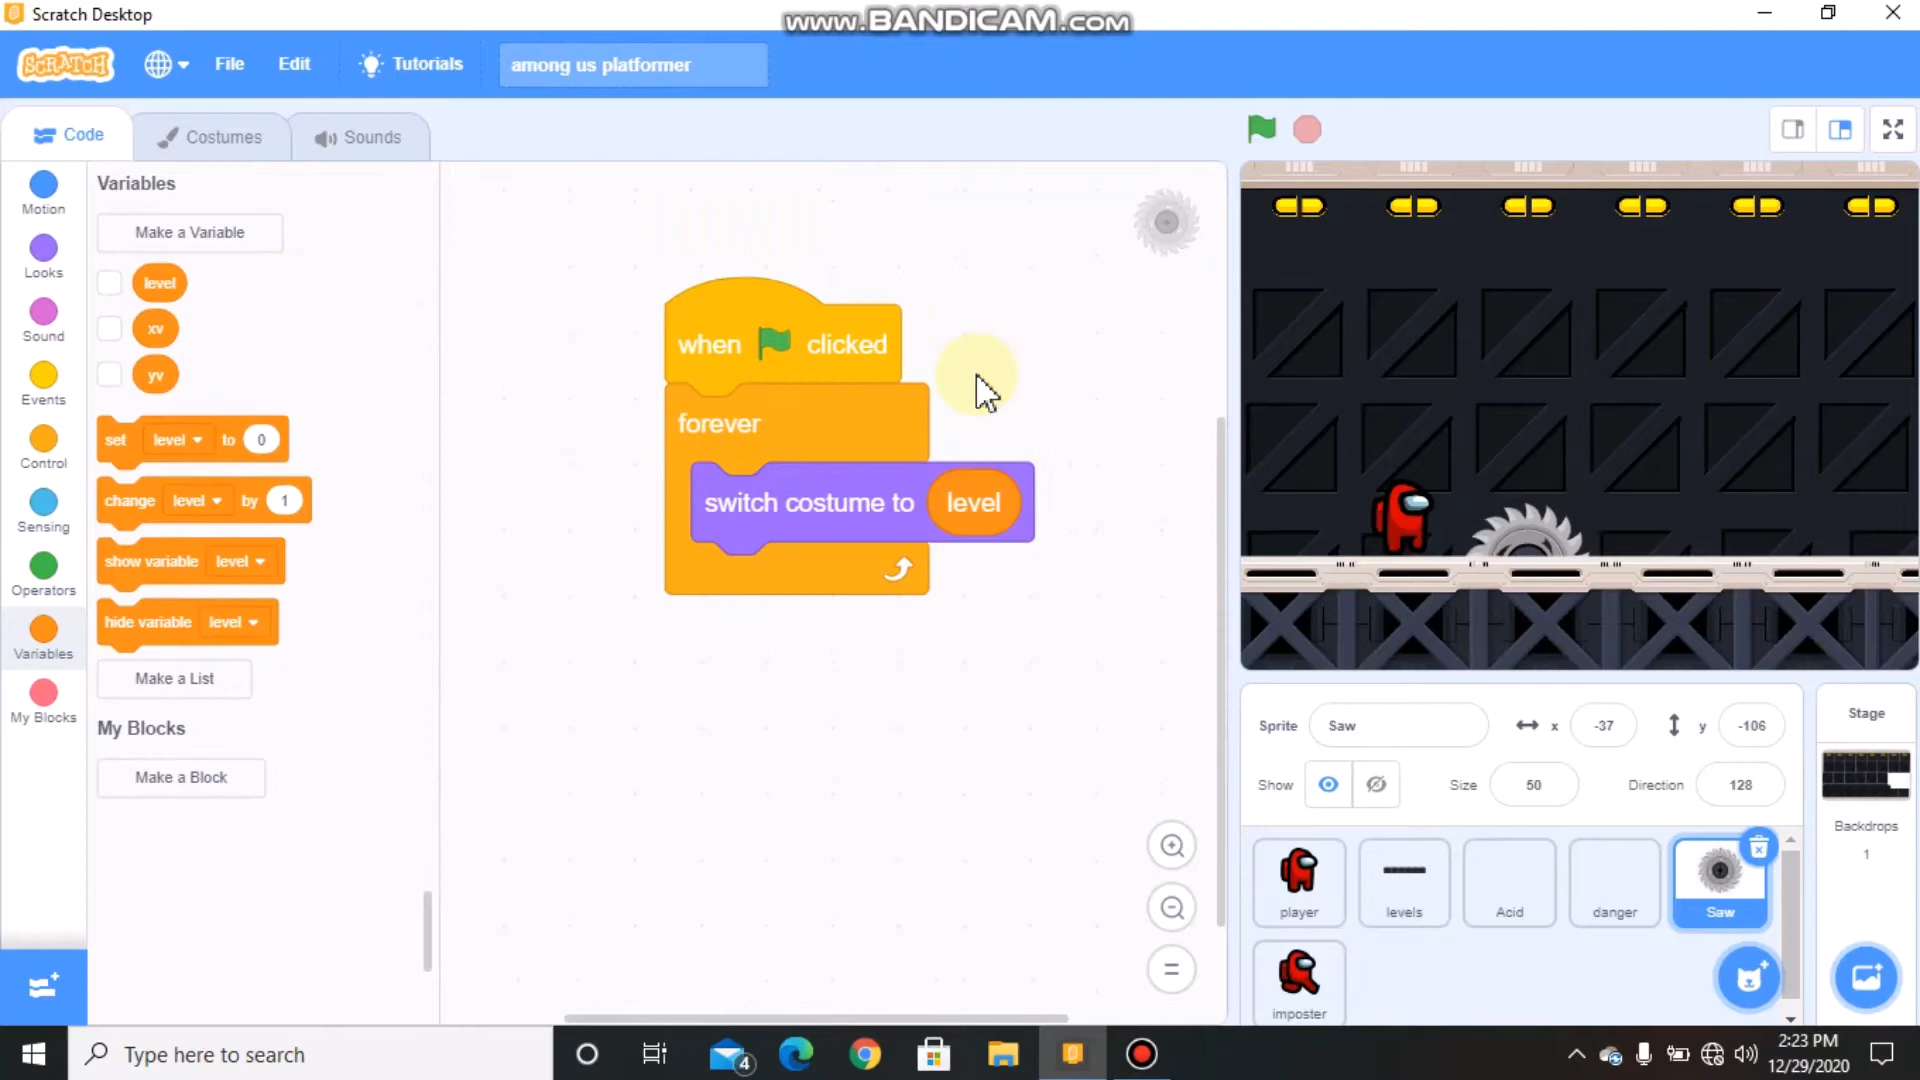 Scratch Desktop
www.BANDICAM.com
SCRATCH
File
Edit
Tutorials
among us platformer
Code
Costumes
Sounds
Motion
Looks
Sound
Events
Control
Sensing
Operators
Variables
My Blocks
Variables
Make a Variable
level
xv
yv
set level to 0
change level by 1
show variable level
hide variable level
Make a List
My Blocks
Make a Block
when clicked
forever
switch costume to level
Sprite Saw x -37 y -106
Show Size 50 Direction 128
player
levels
Acid
danger
Saw
imposter
Stage
Backdrops
1
Type here to search
4
2:23 PM
12/29/2020